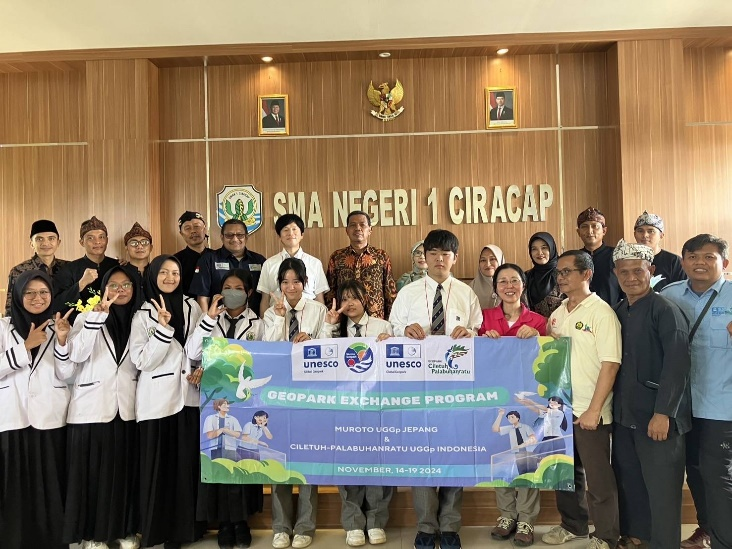 SMA NEGERI 1 CIRACAP
unesco
unesco
Ciletuh
Palabuhanratu
GEOPARK EXCHANGE PROGRAM
MUROTO UGGp JEPANG
&
CILETUH-PALABUHANRATU UGGp INDONESIA
NOVEMBER, 14-19 2024